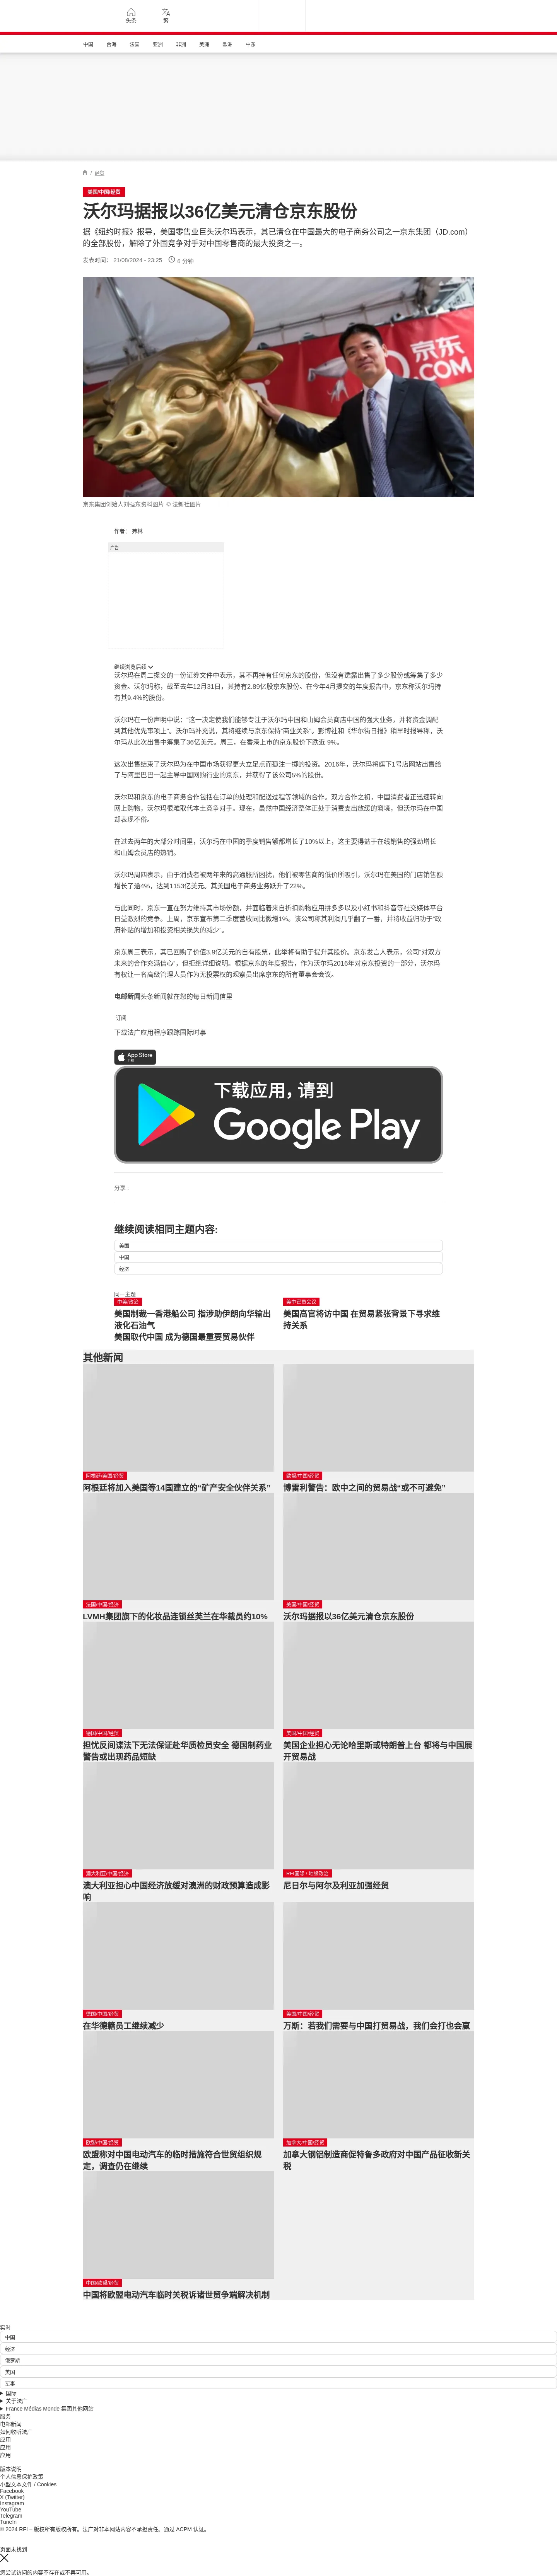 头条
繁
中国
台海
法国
亚洲
非洲
美洲
欧洲
中东
/ 经贸
美国/中国/经贸
沃尔玛据报以36亿美元清仓京东股份
据《纽约时报》报导，美国零售业巨头沃尔玛表示，其已清仓在中国最大的电子商务公司之一京东集团（JD.com）
的全部股份，解除了外国竞争对手对中国零售商的最大投资之一。
发表时间： 21/08/2024 - 23:25 6 分钟
京东
COM
京东集团创始人刘强东资料图片 © 法新社图片
作者： 弗林
广告
继续浏览后续
沃尔玛在周二提交的一份证券文件中表示，其不再持有任何京东的股份，但没有透露出售了多少股份或筹集了多少
资金。沃尔玛称，截至去年12月31日，其持有2.89亿股京东股份。在今年4月提交的年度报告中，京东称沃尔玛持
有其9.4%的股份。
沃尔玛在一份声明中说：“这一决定使我们能够专注于沃尔玛中国和山姆会员商店中国的强大业务，并将资金调配
到其他优先事项上”。沃尔玛补充说，其将继续与京东保持“商业关系”。彭博社和《华尔街日报》稍早时报导称，沃
尔玛从此次出售中筹集了36亿美元。周三，在香港上市的京东股价下跌近 9%。
这次出售结束了沃尔玛为在中国市场获得更大立足点而孤注一掷的投资。2016年，沃尔玛将旗下1号店网站出售给
了与阿里巴巴一起主导中国网购行业的京东，并获得了该公司5%的股份。
沃尔玛和京东的电子商务合作包括在订单的处理和配送过程等领域的合作。双方合作之初，中国消费者正迅速转向
网上购物，沃尔玛很难取代本土竞争对手。现在，虽然中国经济整体正处于消费支出放缓的窘境，但沃尔玛在中国
却表现不俗。
在过去两年的大部分时间里，沃尔玛在中国的季度销售额都增长了10%以上，这主要得益于在线销售的强劲增长
和山姆会员店的热销。
沃尔玛周四表示，由于消费者被两年来的高通胀所困扰，他们被零售商的低价所吸引，沃尔玛在美国的门店销售额
增长了逾4%，达到1153亿美元。其美国电子商务业务跃升了22%。
与此同时，京东一直在努力维持其市场份额，并面临着来自折扣购物应用拼多多以及小红书和抖音等社交媒体平台
日益激烈的竞争。上周，京东宣布第二季度营收同比微增1%。该公司称其利润几乎翻了一番，并将收益归功于“政
府补贴的增加和投资相关损失的减少”。
京东周三表示，其已回购了价值3.9亿美元的自有股票，此举将有助于提升其股价。京东发言人表示，公司“对双方
未来的合作充满信心”，但拒绝详细说明。根据京东的年度报告，作为沃尔玛2016年对京东投资的一部分，沃尔玛
有权让一名高级管理人员作为无投票权的观察员出席京东的所有董事会会议。
电邮新闻头条新闻就在您的每日新闻信里
订阅
下载法广应用程序跟踪国际时事
App Store
下载
下载应用，请到
Google Play
分享 :
继续阅读相同主题内容:
美国
中国
经济
同一主题
中美/政治
美国制裁一香港船公司 指涉助伊朗向华输出
液化石油气
美国取代中国 成为德国最重要贸易伙伴
美中官员会议
美国高官将访中国 在贸易紧张背景下寻求维
持关系
其他新闻
阿根廷/美国/经贸
阿根廷将加入美国等14国建立的“矿产安全伙伴关系”
欧盟/中国/经贸
博雷利警告：欧中之间的贸易战“或不可避免”
法国/中国/经济
LVMH集团旗下的化妆品连锁丝芙兰在华裁员约10%
美国/中国/经贸
沃尔玛据报以36亿美元清仓京东股份
德国/中国/经贸
担忧反间谍法下无法保证赴华质检员安全 德国制药业
警告或出现药品短缺
美国/中国/经贸
美国企业担心无论哈里斯或特朗普上台 都将与中国展
开贸易战
澳大利亚/中国/经济
澳大利亚担心中国经济放缓对澳洲的财政预算造成影
响
RFI国际 / 地缘政治
尼日尔与阿尔及利亚加强经贸
德国/中国/经贸
在华德籍员工继续减少
美国/中国/经贸
万斯：若我们需要与中国打贸易战，我们会打也会赢
欧盟/中国/经贸
欧盟称对中国电动汽车的临时措施符合世贸组织规
定，调查仍在继续
加拿大/中国/经贸
加拿大钢铝制造商促特鲁多政府对中国产品征收新关
税
中国/欧盟/经贸
中国将欧盟电动汽车临时关税诉诸世贸争端解决机制
实时
中国
经济
俄罗斯
美国
军事
国际
关于法广
France Médias Monde 集团其他网站
服务
电邮新闻
如何收听法广
应用
应用
应用
版本说明
个人信息保护政策
小型文本文件 / Cookies
Facebook
X (Twitter)
Instagram
YouTube
Telegram
TuneIn
© 2024 RFI – 版权所有版权所有。法广对非本网站内容不承担责任。通过 ACPM 认证。
页面未找到
您尝试访问的内容不存在或不再可用。